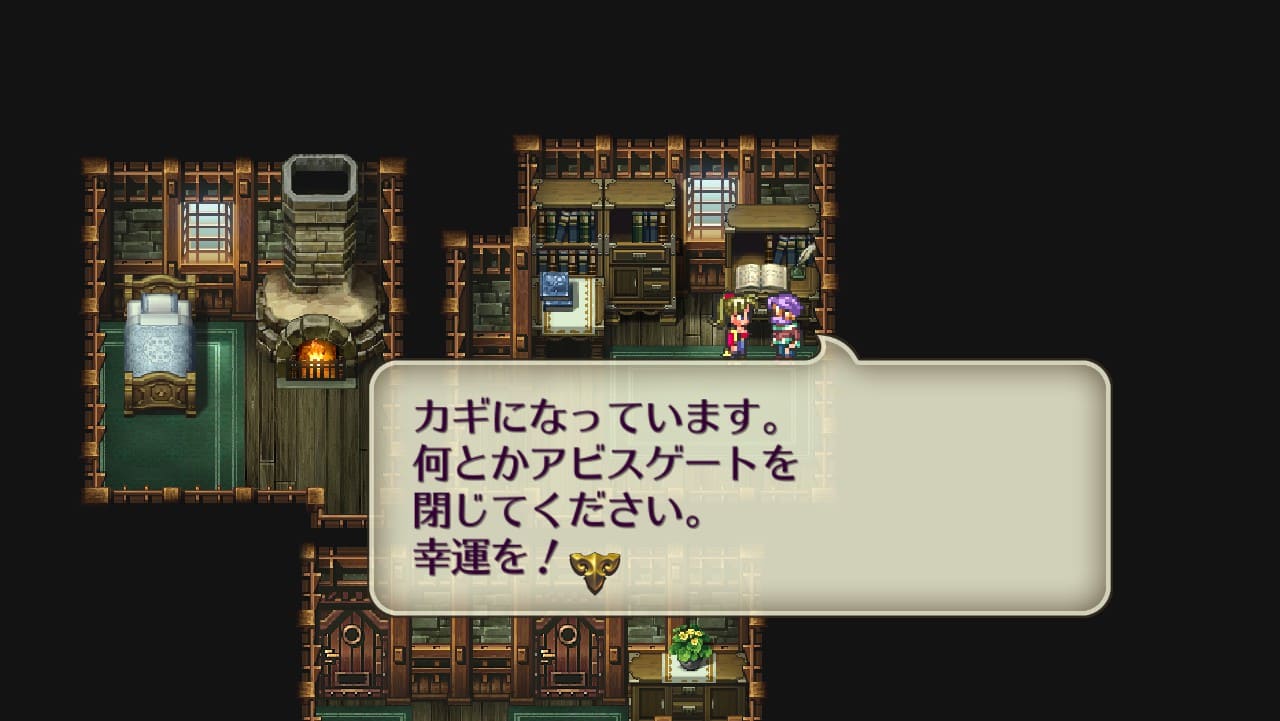 カギになっています。
何とかアビスゲートを
閉じてください。
幸運を！